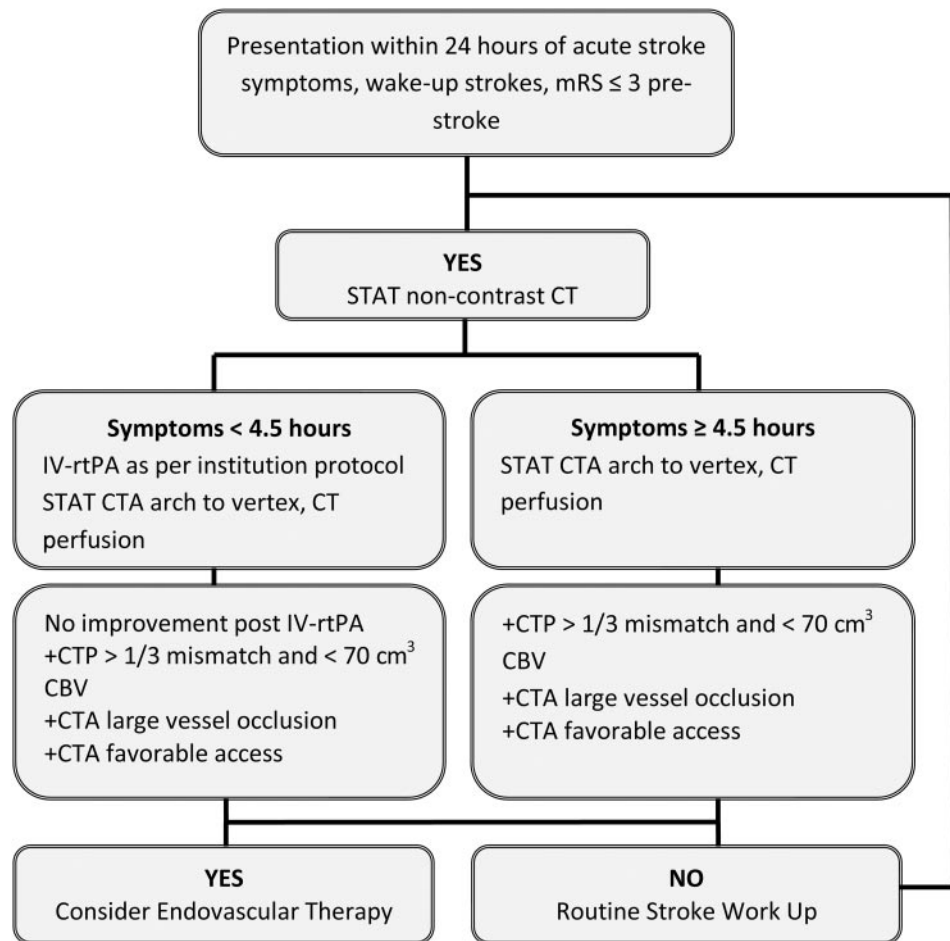 Presentation within 24 hours of acute stroke
symptoms, wake-up strokes, mRS ≤ 3 pre-
stroke
YES
STAT non-contrast CT
Symptoms < 4.5 hours
IV-rtPA as per institution protocol
STAT CTA arch to vertex, CT
perfusion
Symptoms ≥ 4.5 hours
STAT CTA arch to vertex, CT
perfusion
No improvement post IV-rtPA
+CTP > 1/3 mismatch and < 70 cm³
CBV
+CTA large vessel occlusion
+CTA favorable access
+CTP > 1/3 mismatch and < 70 cm³
CBV
+CTA large vessel occlusion
+CTA favorable access
YES
Consider Endovascular Therapy
NO
Routine Stroke Work Up